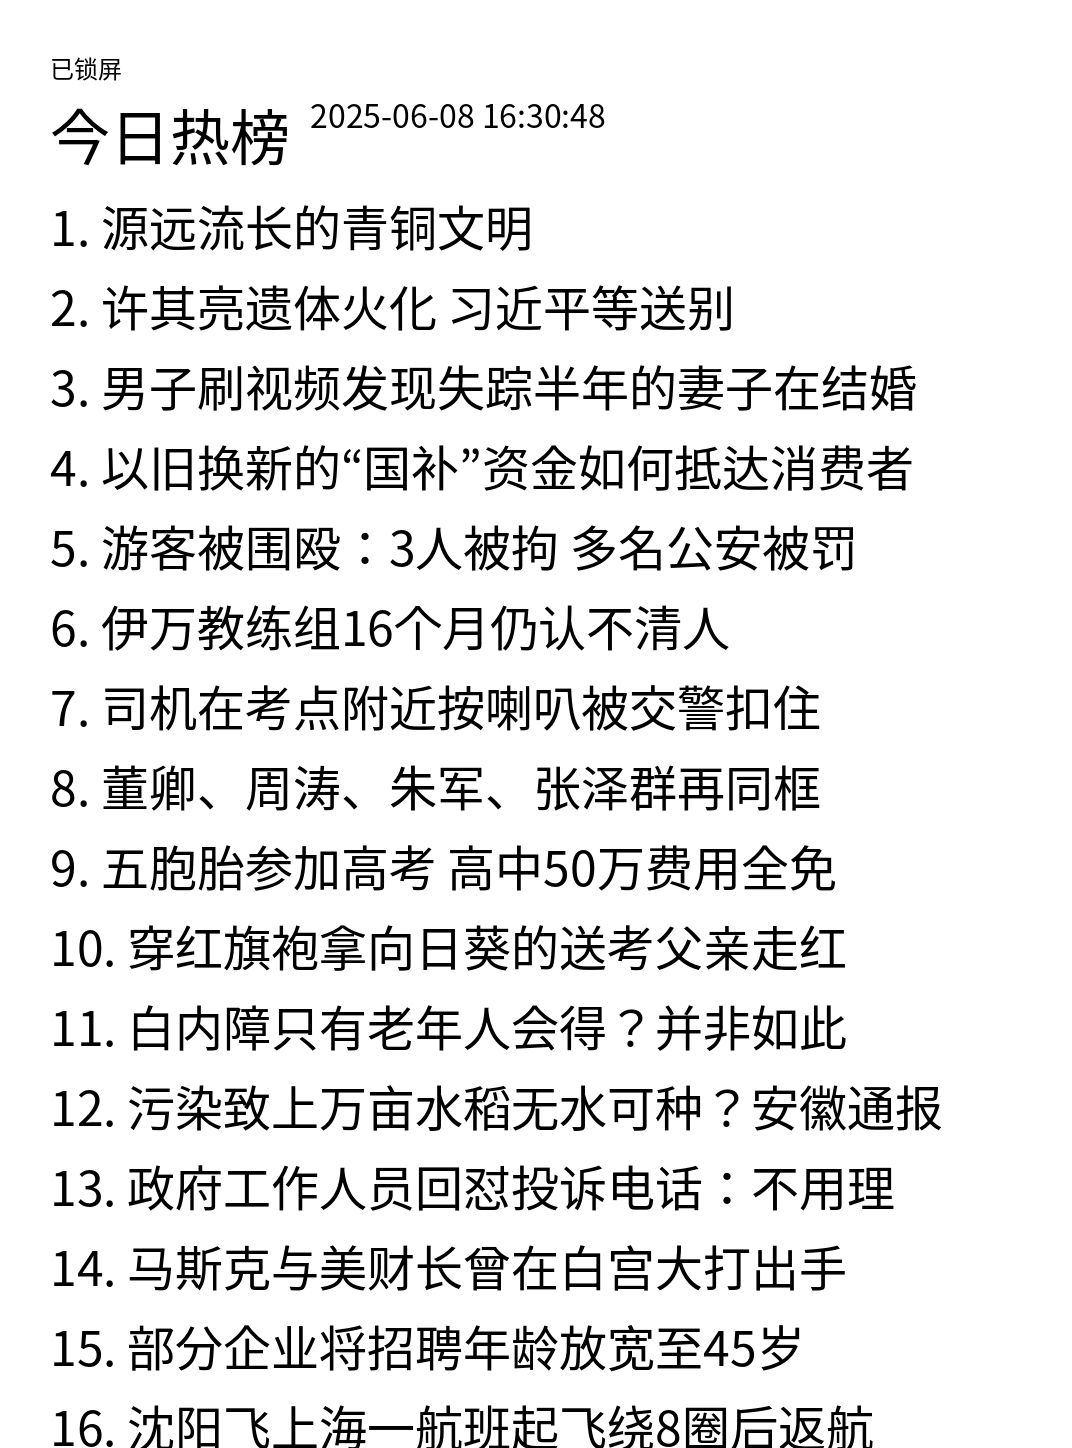 已锁屏
今日热榜 2025-06-08 16:30:48
1. 源远流长的青铜文明
2. 许其亮遗体火化 习近平等送别
3. 男子刷视频发现失踪半年的妻子在结婚
4. 以旧换新的“国补”资金如何抵达消费者
5. 游客被围殴：3人被拘 多名公安被罚
6. 伊万教练组16个月仍认不清人
7. 司机在考点附近按喇叭被交警扣住
8. 董卿、周涛、朱军、张泽群再同框
9. 五胞胎参加高考 高中50万费用全免
10. 穿红旗袍拿向日葵的送考父亲走红
11. 白内障只有老年人会得？并非如此
12. 污染致上万亩水稻无水可种？安徽通报
13. 政府工作人员回怼投诉电话：不用理
14. 马斯克与美财长曾在白宫大打出手
15. 部分企业将招聘年龄放宽至45岁
16. 沈阳飞上海一航班起飞绕8圈后返航